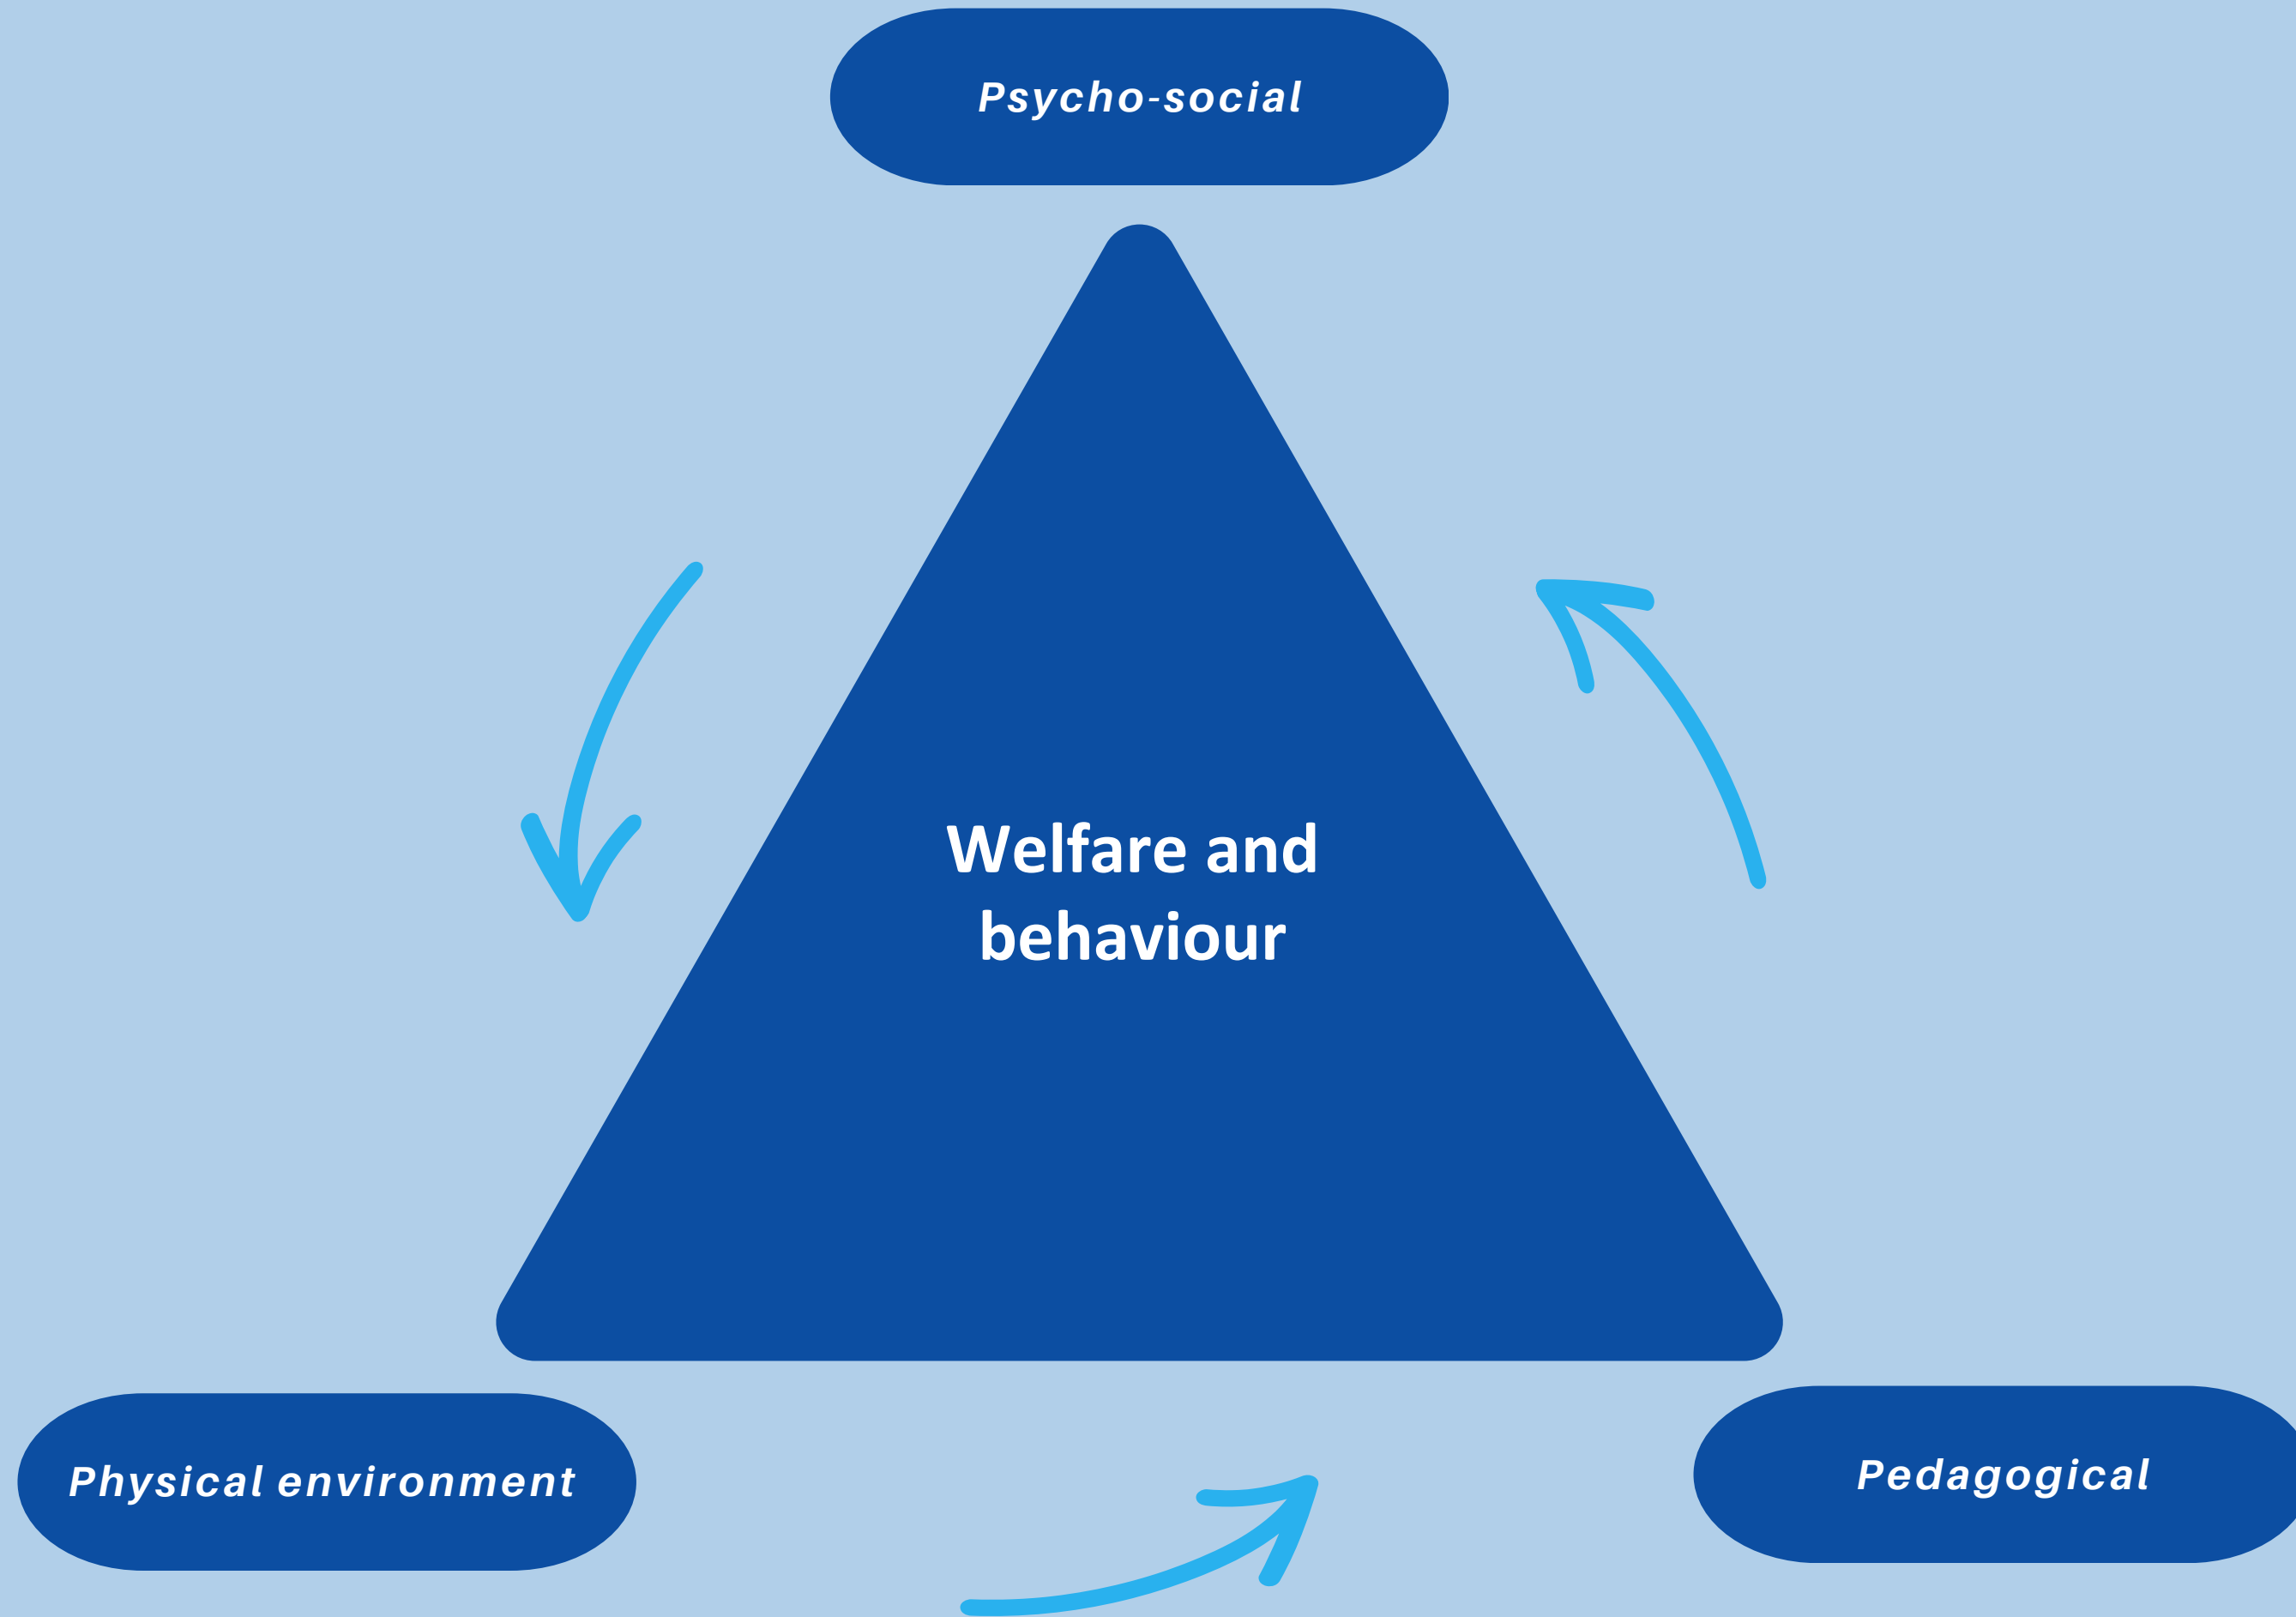 Psycho-social
Welfare and
behaviour
Physical environment
Pedagogical